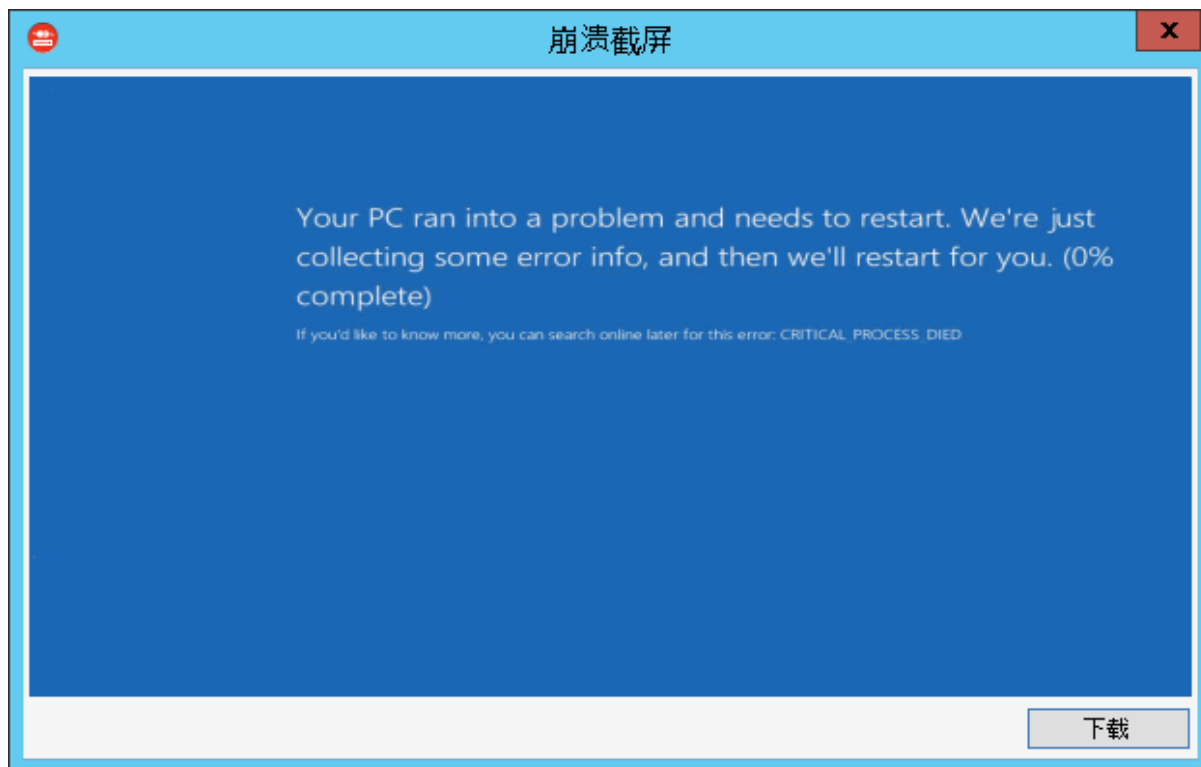 崩溃截屏
x
Your PC ran into a problem and needs to restart. We're just
collecting some error info, and then we'll restart for you. (0%
complete)
If you'd like to know more, you can search online later for this error: CRITICAL_PROCESS_DIED
下载